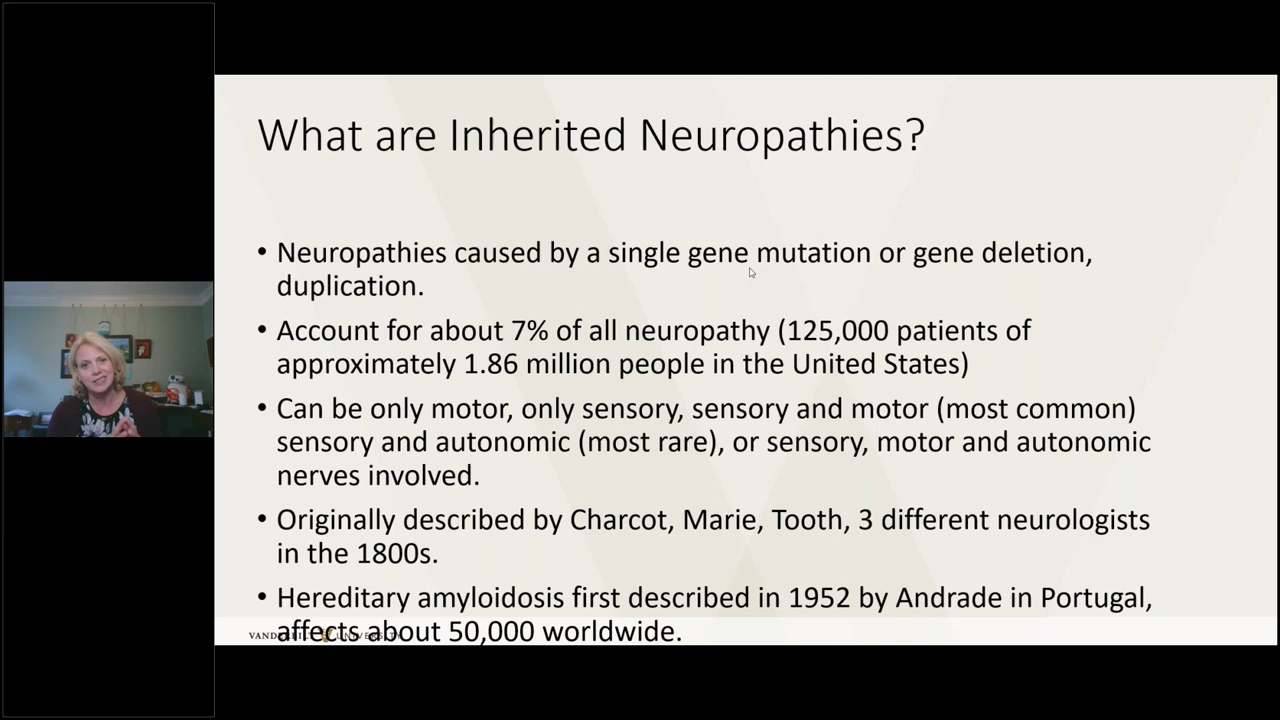 What are Inherited Neuropathies?
• Neuropathies caused by a single gene mutation or gene deletion,
duplication.
• Account for about 7% of all neuropathy (125,000 patients of
approximately 1.86 million people in the United States)
• Can be only motor, only sensory, sensory and motor (most common)
sensory and autonomic (most rare), or sensory, motor and autonomic
nerves involved.
• Originally described by Charcot, Marie, Tooth, 3 different neurologists
in the 1800s.
• Hereditary amyloidosis first described in 1952 by Andrade in Portugal,
affects about 50,000 worldwide.
VANDERBILT UNIVERSITY